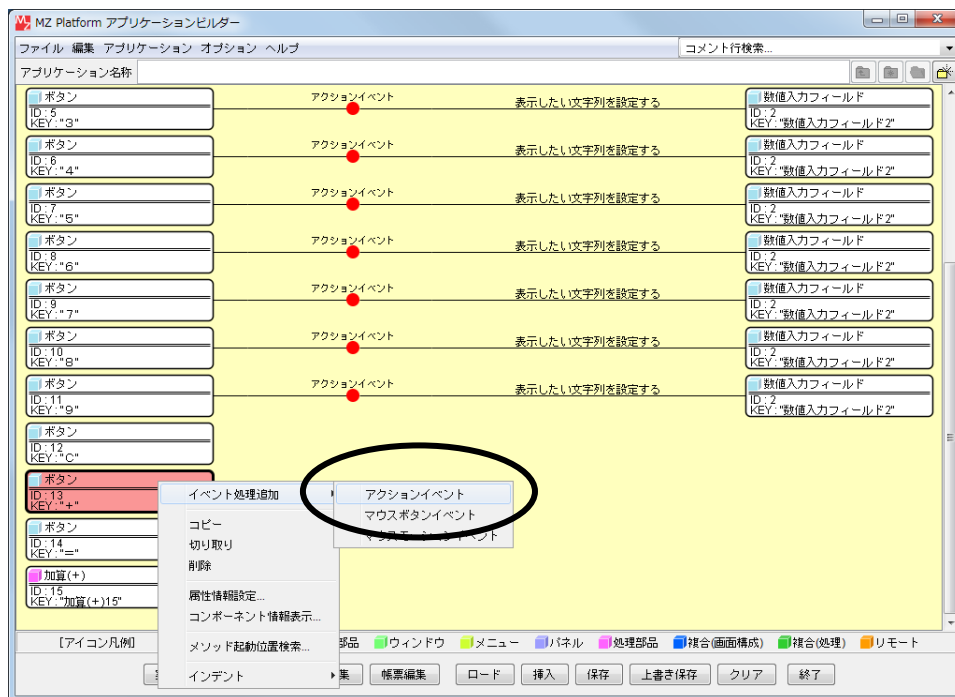 MZ Platform アプリケーションビルダー
ファイル 編集 アプリケーション オプション ヘルプ
コメント行検索...
アプリケーション名称
ボタン アクションイベント 表示したい文字列を設定する 数値入力フィールド
ID:5 ID:2
KEY:"3" KEY:"数値入力フィールド2"
ボタン アクションイベント 表示したい文字列を設定する 数値入力フィールド
ID:6 ID:2
KEY:"4" KEY:"数値入力フィールド2"
ボタン アクションイベント 表示したい文字列を設定する 数値入力フィールド
ID:7 ID:2
KEY:"5" KEY:"数値入力フィールド2"
ボタン アクションイベント 表示したい文字列を設定する 数値入力フィールド
ID:8 ID:2
KEY:"6" KEY:"数値入力フィールド2"
ボタン アクションイベント 表示したい文字列を設定する 数値入力フィールド
ID:9 ID:2
KEY:"7" KEY:"数値入力フィールド2"
ボタン アクションイベント 表示したい文字列を設定する 数値入力フィールド
ID:10 ID:2
KEY:"8" KEY:"数値入力フィールド2"
ボタン アクションイベント 表示したい文字列を設定する 数値入力フィールド
ID:11 ID:2
KEY:"9" KEY:"数値入力フィールド2"
ボタン
ID:12
KEY:"C"
ボタン
ID:13
KEY:"+"
ボタン
ID:14
KEY:"="
加算(+)
ID:15
KEY:"加算(+)15"
イベント処理追加
コピー
切り取り
削除
属性情報設定...
コンポーネント情報表示...
メソッド起動位置検索...
インデント
アクションイベント
マウスボタンイベント
マウスモーションイベント
[アイコン凡例] 部品 ウィンドウ メニュー パネル 処理部品 複合(画面構成) 複合(処理) リモート
集 帳票編集 ロード 挿入 保存 上書き保存 クリア 終了